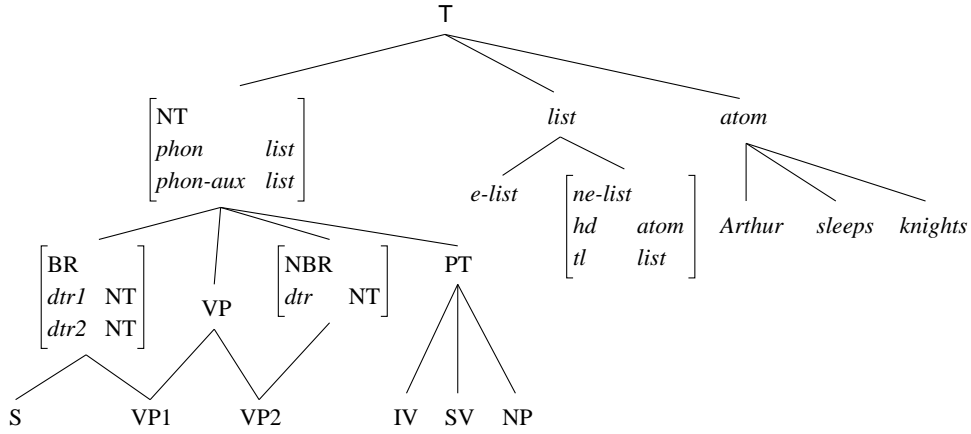 T
NT
phon list
phon-aux list
list
atom
e-list
ne-list
hd atom
tl list
Arthur sleeps knights
BR
dtr1 NT
dtr2 NT
VP
NBR
dtr NT
PT
S VP1 VP2 IV SV NP